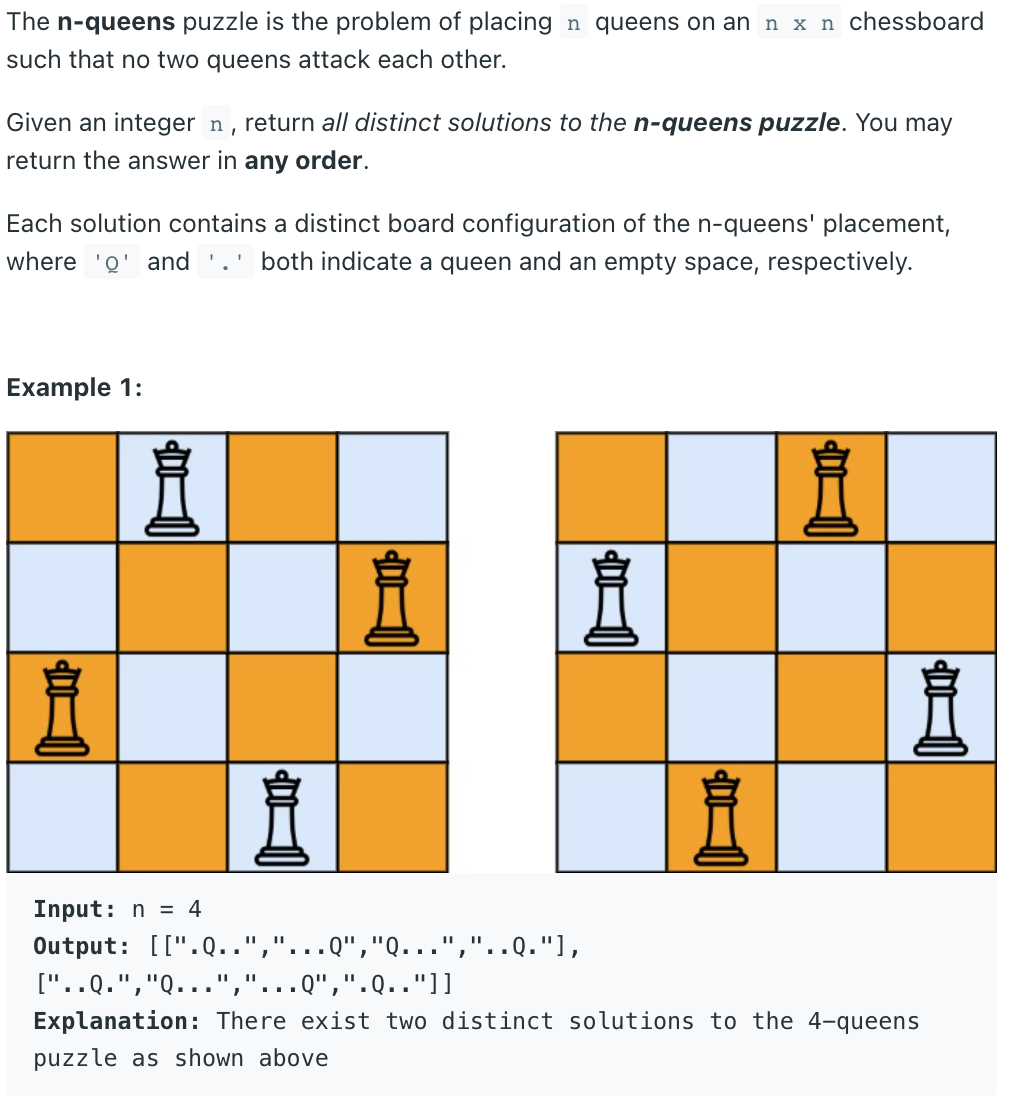 The n-queens puzzle is the problem of placing n queens on an n x n chessboard
such that no two queens attack each other.
Given an integer n , return all distinct solutions to the n-queens puzzle. You may
return the answer in any order.
Each solution contains a distinct board configuration of the n-queens' placement,
where 'Q' and '.' both indicate a queen and an empty space, respectively.
Example 1:
Input: n = 4
Output: [[".Q..","...Q","Q...","..Q."],
["..Q.","Q...","...Q",".Q.."]]
Explanation: There exist two distinct solutions to the 4-queens
puzzle as shown above